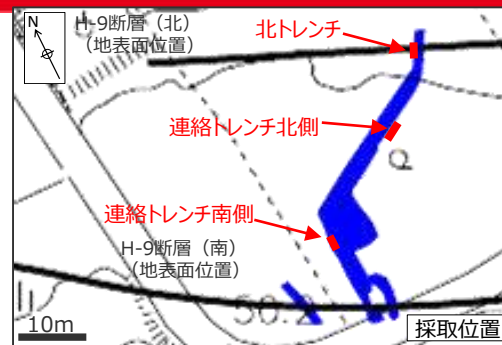 N
H-9断層（北）
（地表面位置）
北トレンチ
連絡トレンチ北側
連絡トレンチ南側
H-9断層（南）
（地表面位置）
50.2
10m
採取位置